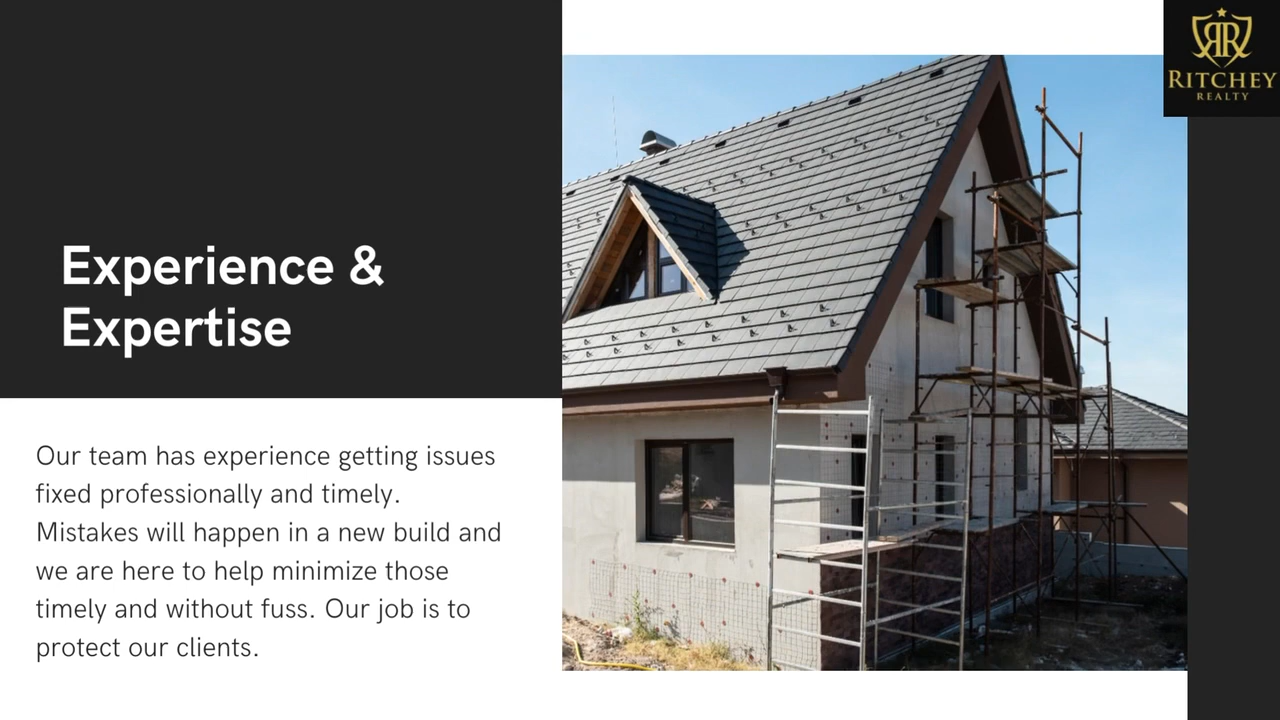 RITCHEY
REALTY
Experience &
Expertise
Our team has experience getting issues
fixed professionally and timely.
Mistakes will happen in a new build and
we are here to help minimize those
timely and without fuss. Our job is to
protect our clients.